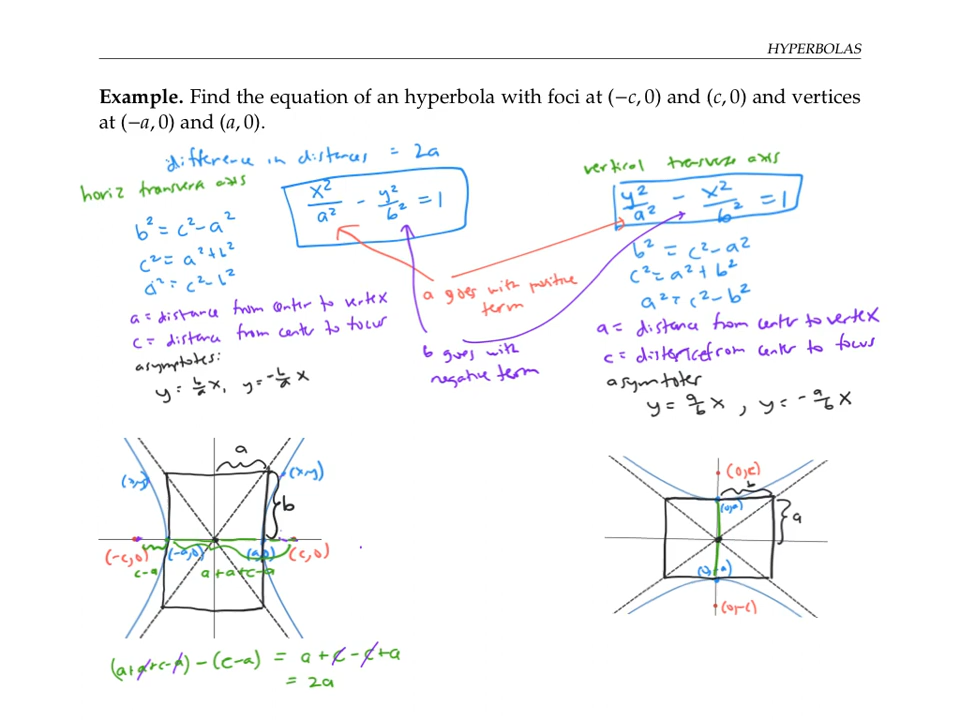 HYPERBOLAS
Example. Find the equation of an hyperbola with foci at (−c, 0) and (c, 0) and vertices
at (−a, 0) and (a, 0).
difference in distances = 2a
horiz transvers axis
x²/a² - y²/b² = 1
b² = c² - a²
c² = a² + b²
a² = c² - b²
a = distance from center to vertex
c = distance from center to focus
asymptotes:
y = b/a x, y = -b/a x
a goes with positive
term
b goes with
negative term
vertical transverse axis
y²/a² - x²/b² = 1
b² = c² - a²
c² = a² + b²
a² = c² - b²
a = distance from center to vertex
c = distance from center to focus
asymtotes
y = a/b x, y = - a/b x
a
(x,y)
(x,y)
b
(-c,0)
(-a,0)
(a,0)
(c,0)
c-a
a+a+c-a
(a+a+c-a) - (c-a) = a + c - c + a
= 2a
(0,c)
b
(0,a)
a
(0,-a)
(0,-c)